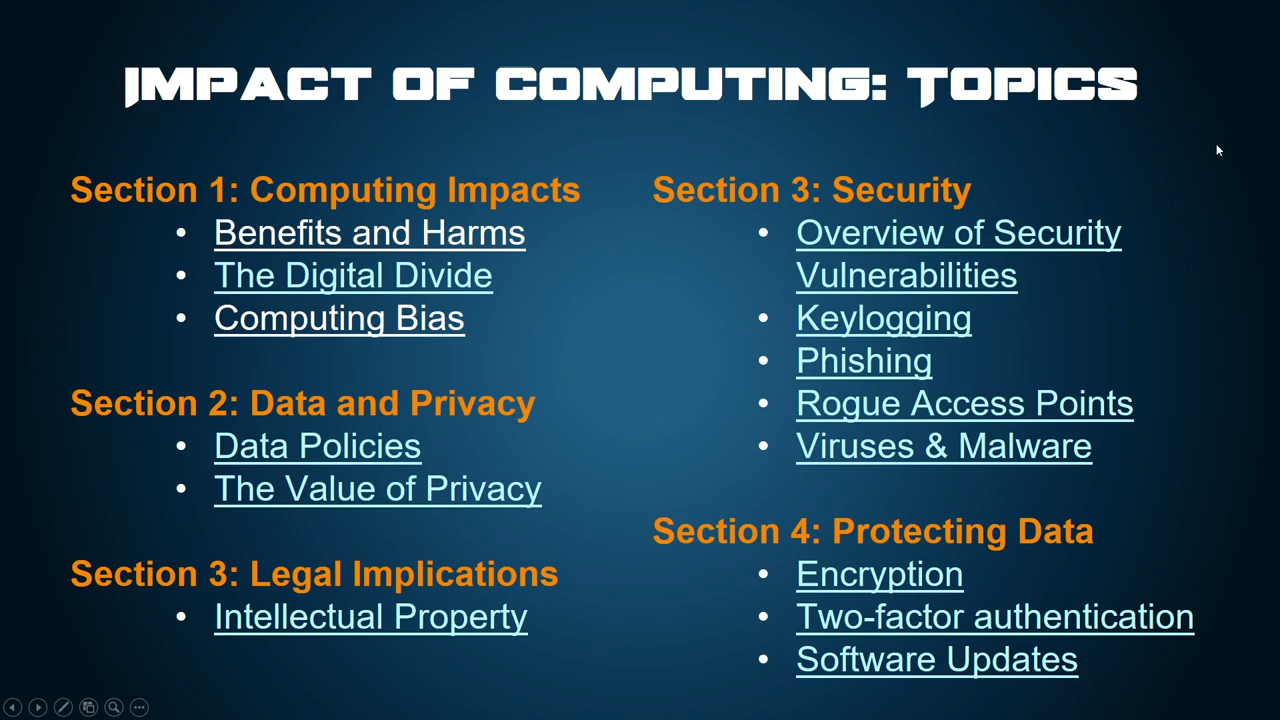 Impact of computing: Topics
Section 1: Computing Impacts
• Benefits and Harms
• The Digital Divide
• Computing Bias
Section 2: Data and Privacy
• Data Policies
• The Value of Privacy
Section 3: Legal Implications
• Intellectual Property
Section 3: Security
• Overview of Security
Vulnerabilities
• Keylogging
• Phishing
• Rogue Access Points
• Viruses & Malware
Section 4: Protecting Data
• Encryption
• Two-factor authentication
• Software Updates